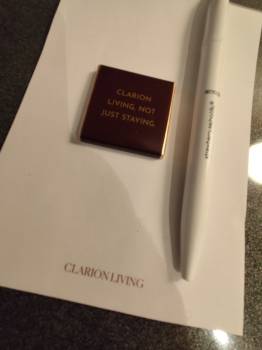 CLARION
LIVING, NOT
JUST STAYING.
CLARION LIVING